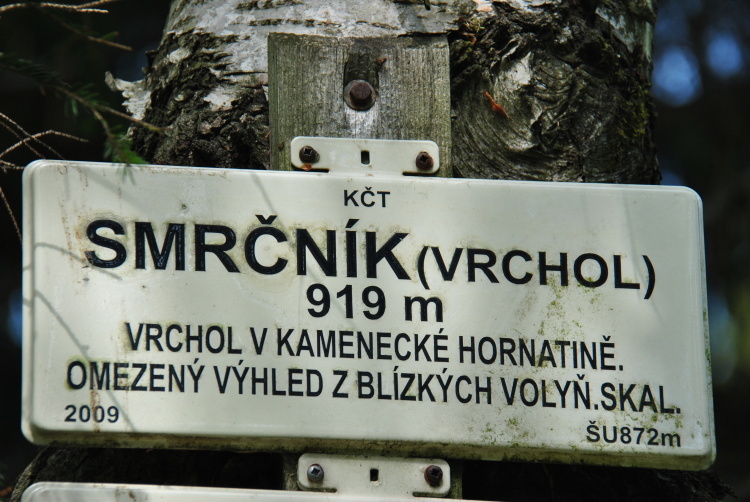 KČT
SMRČNÍK (VRCHOL)
919 m
VRCHOL V KAMENECKÉ HORNATINĚ.
OMEZENÝ VÝHLED Z BLÍZKÝCH VOLYŇ.SKAL.
2009 ŠU872m